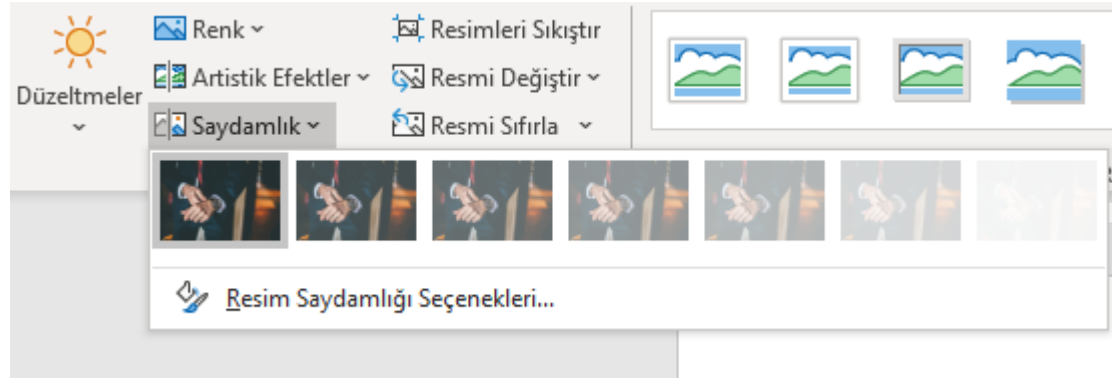 Düzeltmeler
Renk
Artistik Efektler
Saydamlık
Resimleri Sıkıştır
Resmi Değiştir
Resmi Sıfırla
Resim Saydamlığı Seçenekleri...